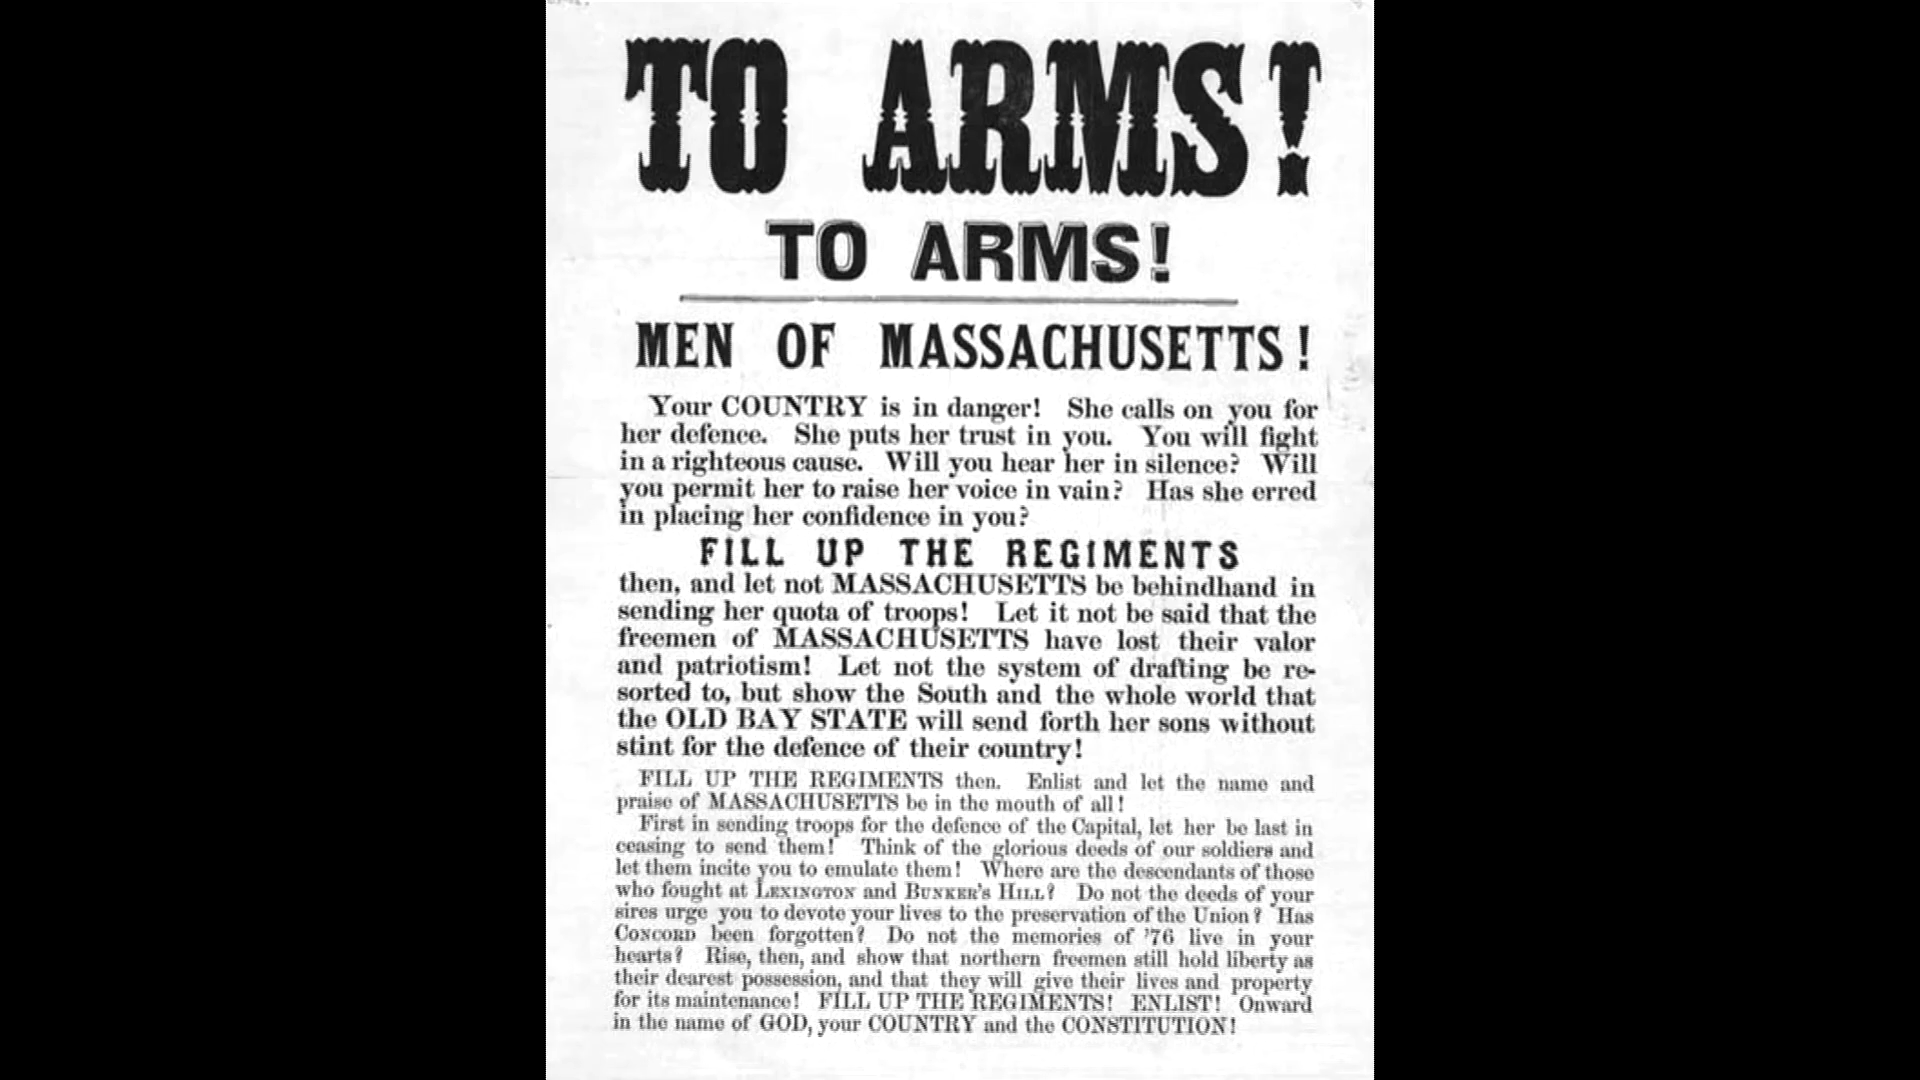 TO ARMS!
TO ARMS!
MEN OF MASSACHUSETTS!
Your COUNTRY is in danger! She calls on you for
her defence. She puts her trust in you. You will fight
in a righteous cause. Will you hear her in silence? Will
you permit her to raise her voice in vain? Has she erred
in placing her confidence in you?
FILL UP THE REGIMENTS
then, and let not MASSACHUSETTS be behindhand in
sending her quota of troops! Let it not be said that the
freemen of MASSACHUSETTS have lost their valor
and patriotism! Let not the system of drafting be re-
sorted to, but show the South and the whole world that
the OLD BAY STATE will send forth her sons without
stint for the defence of their country!
FILL UP THE REGIMENTS then. Enlist and let the name and
praise of MASSACHUSETTS be in the mouth of all!
First in sending troops for the defence of the Capital, let her be last in
ceasing to send them! Think of the glorious deeds of our soldiers and
let them incite you to emulate them! Where are the descendants of those
who fought at LEXINGTON and BUNKER'S HILL? Do not the deeds of your
sires urge you to devote your lives to the preservation of the Union? Has
CONCORD been forgotten? Do not the memories of '76 live in your
hearts? Rise, then, and show that northern freemen still hold liberty as
their dearest possession, and that they will give their lives and property
for its maintenance! FILL UP THE REGIMENTS! ENLIST! Onward
in the name of GOD, your COUNTRY and the CONSTITUTION!